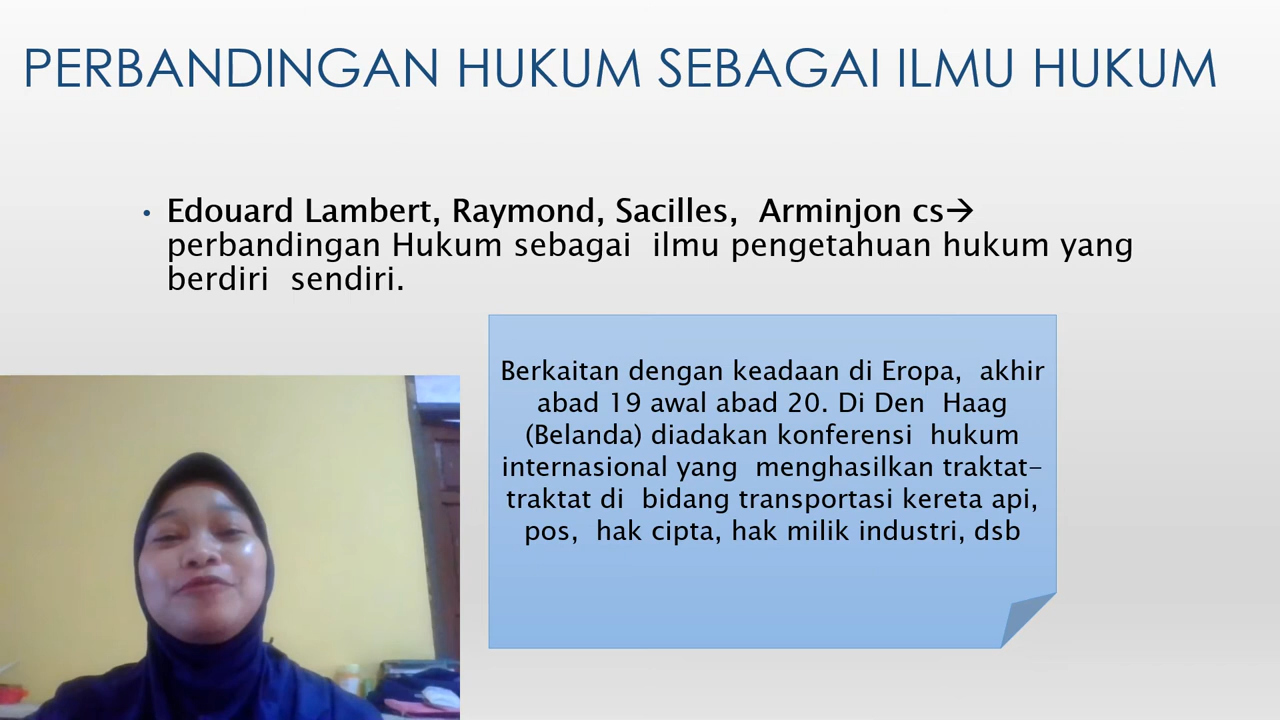 PERBANDINGAN HUKUM SEBAGAI ILMU HUKUM
• Edouard Lambert, Raymond, Sacilles, Arminjon cs→
perbandingan Hukum sebagai ilmu pengetahuan hukum yang
berdiri sendiri.
Berkaitan dengan keadaan di Eropa, akhir
abad 19 awal abad 20. Di Den Haag
(Belanda) diadakan konferensi hukum
internasional yang menghasilkan traktat-
traktat di bidang transportasi kereta api,
pos, hak cipta, hak milik industri, dsb